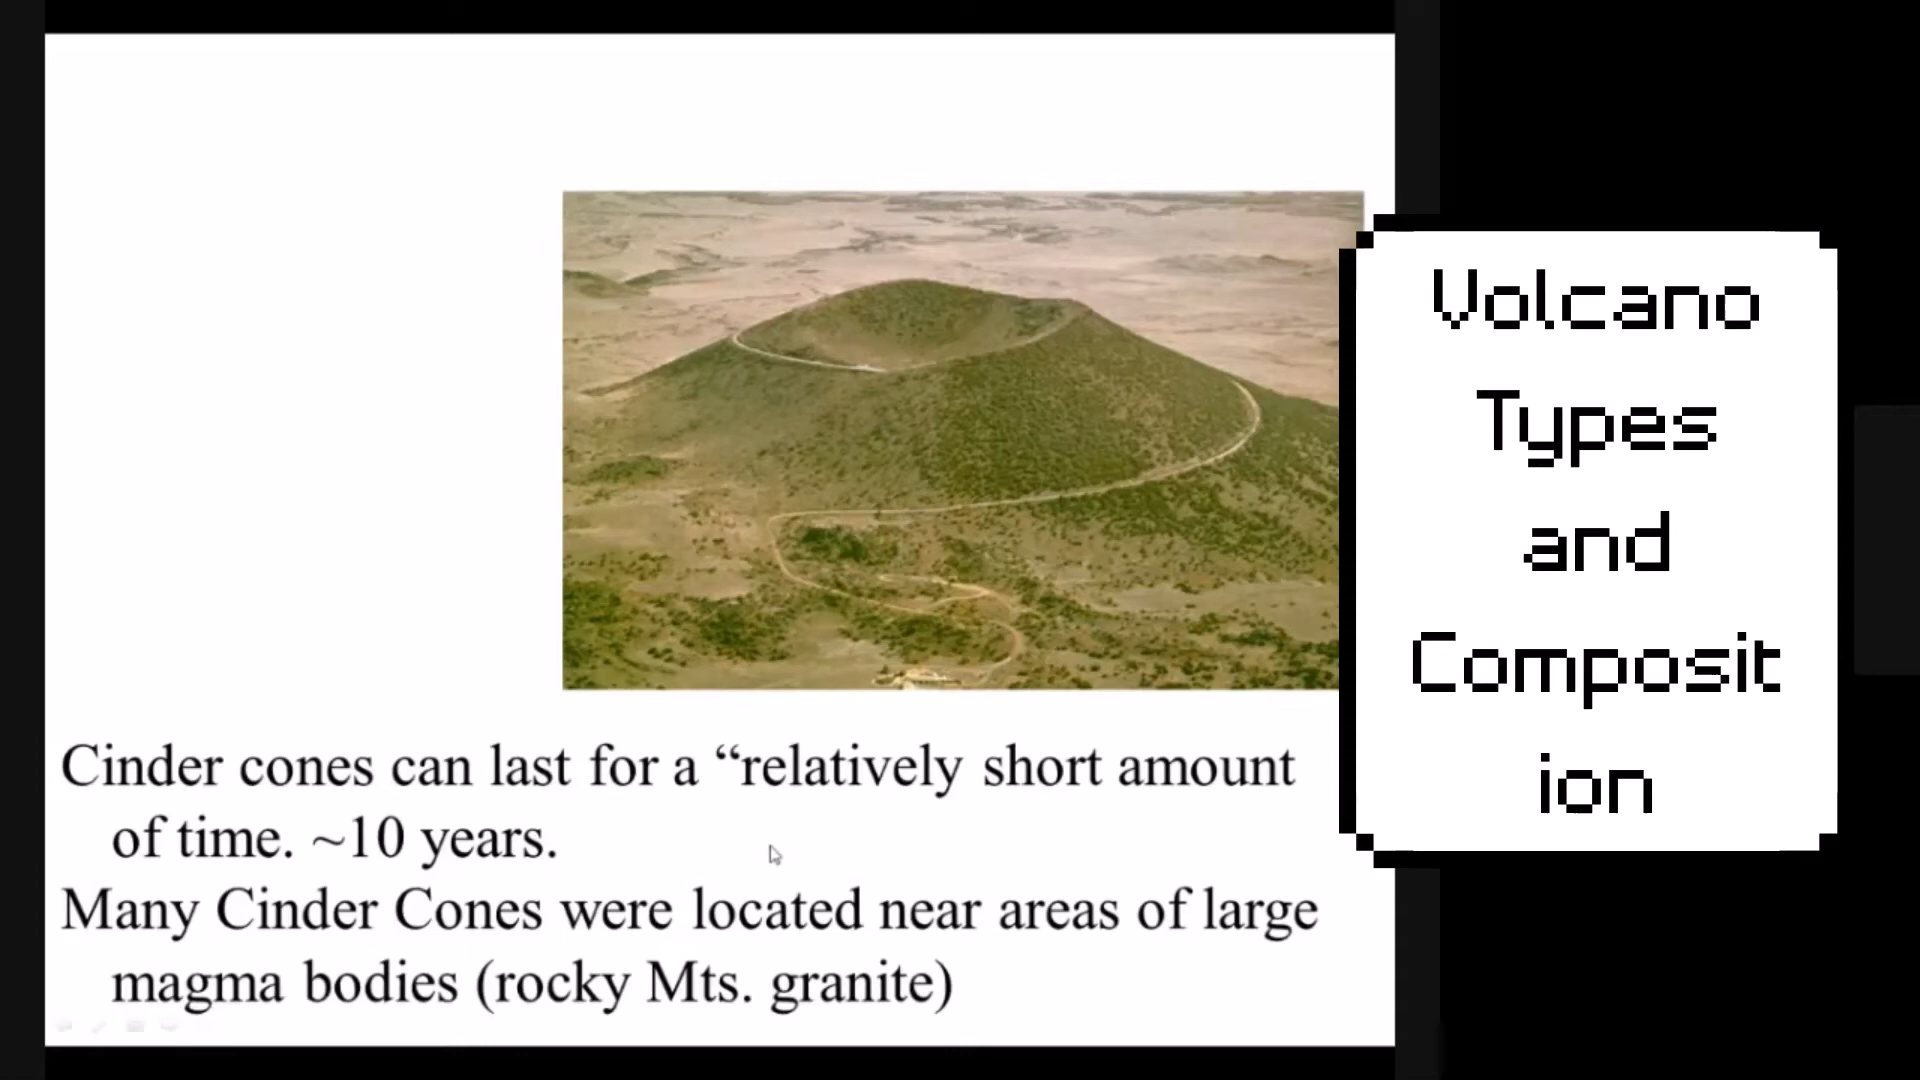 Cinder cones can last for a “relatively short amount
of time. ~10 years.
Many Cinder Cones were located near areas of large
magma bodies (rocky Mts. granite)
Volcano
Types
and
Composit
ion